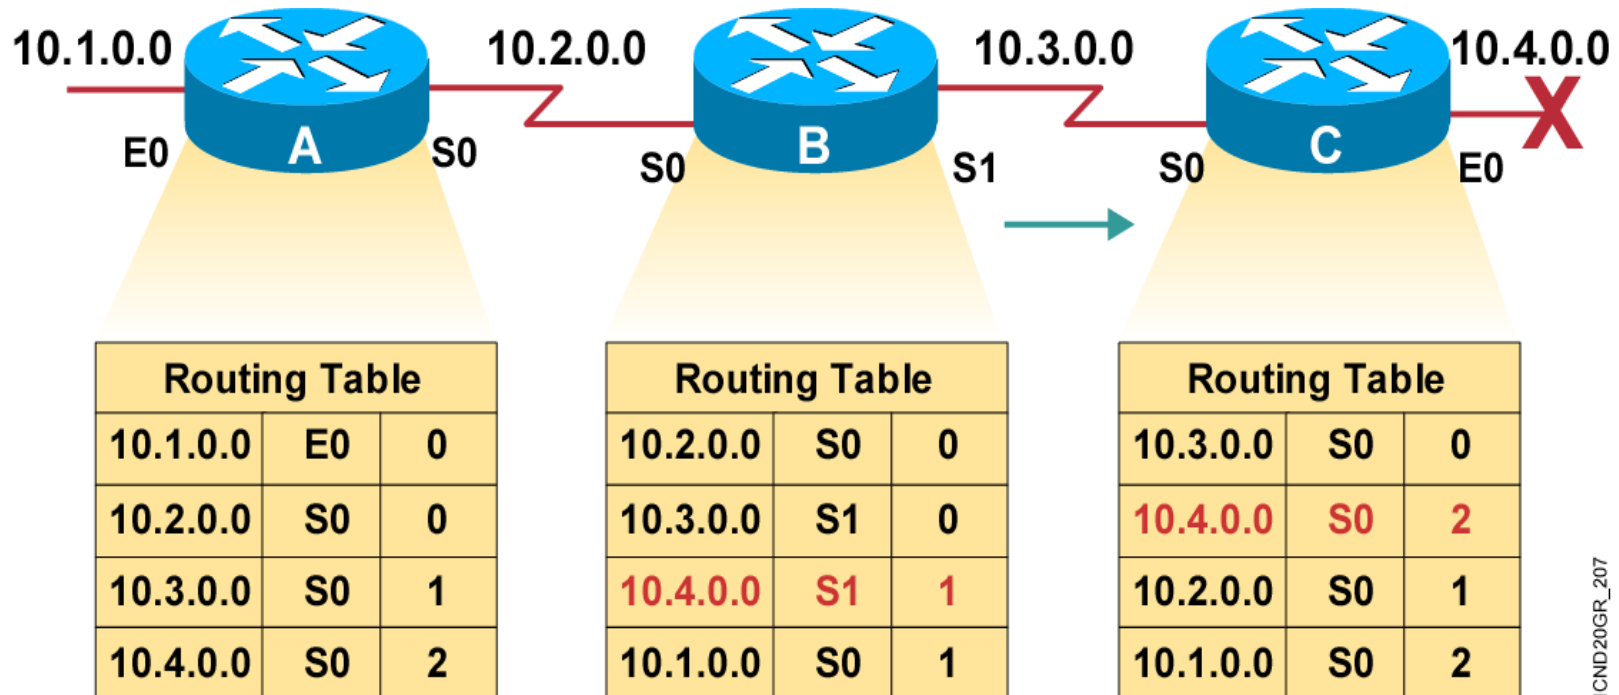 10.1.0.0 10.2.0.0 10.3.0.0 10.4.0.0
X
A B C
E0 S0 S0 S1 S0 E0
Routing Table
10.1.0.0 E0 0
10.2.0.0 S0 0
10.3.0.0 S0 1
10.4.0.0 S0 2
Routing Table
10.2.0.0 S0 0
10.3.0.0 S1 0
10.4.0.0 S1 1
10.1.0.0 S0 1
Routing Table
10.3.0.0 S0 0
10.4.0.0 S0 2
10.2.0.0 S0 1
10.1.0.0 S0 2
CND20GR_207